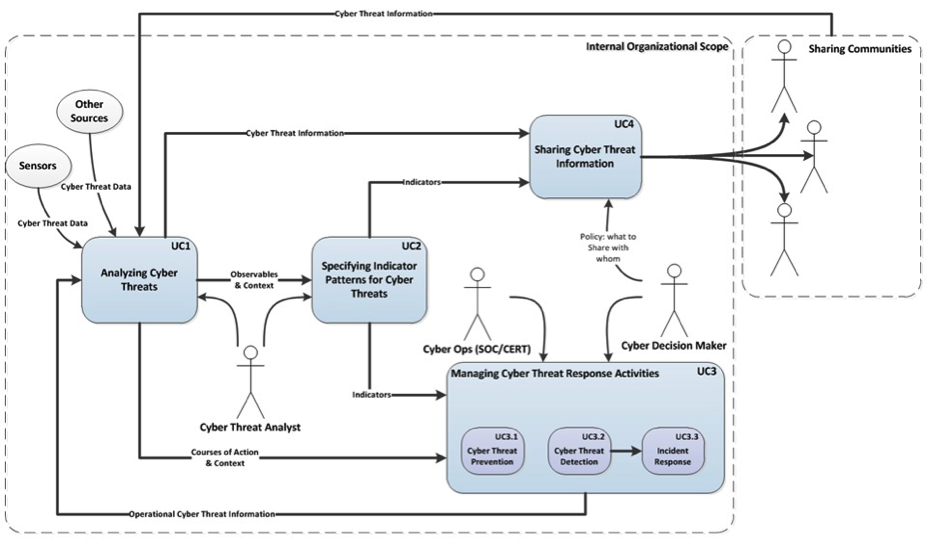 Cyber Threat Information
Internal Organizational Scope
Sharing Communities
Other
Sources
Sensors
Cyber Threat Data
Cyber Threat Data
Cyber Threat Information
UC4
Sharing Cyber Threat
Information
Indicators
Policy: what to
Share with
whom
UC1
Analyzing Cyber
Threats
Observables
& Context
UC2
Specifying Indicator
Patterns for Cyber
Threats
Cyber Ops (SOC/CERT)
Cyber Decision Maker
Cyber Threat Analyst
Indicators
Managing Cyber Threat Response Activities
UC3
UC3.1
Cyber Threat
Prevention
UC3.2
Cyber Threat
Detection
UC3.3
Incident
Response
Courses of Action
& Context
Operational Cyber Threat Information